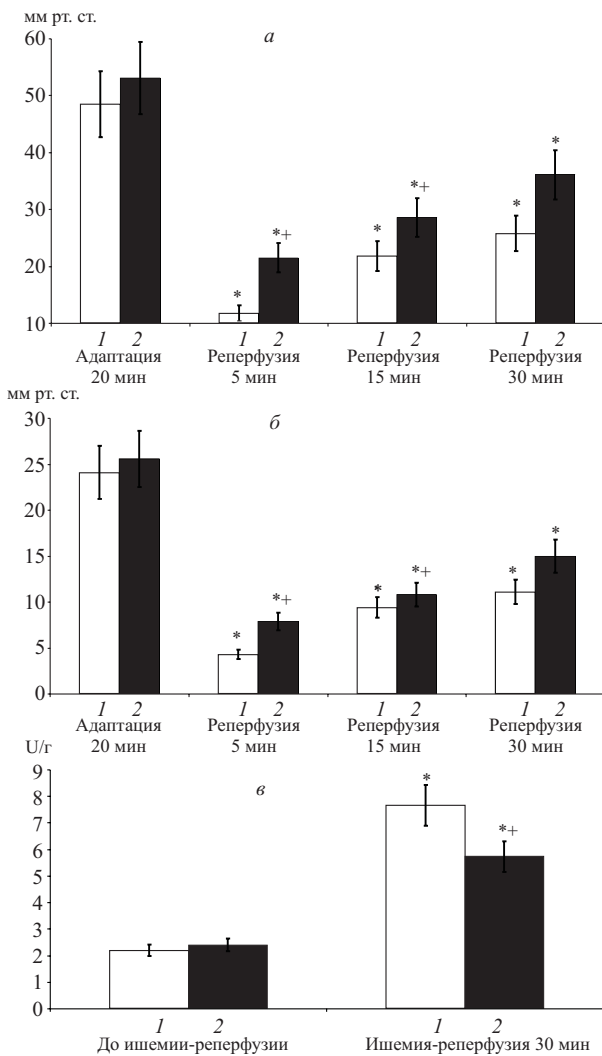 мм рт. ст.
а
60
50
40
30
20
10
*
*+
*
*+
*
*
1 2 1 2 1 2 1 2
Адаптация Реперфузия Реперфузия Реперфузия
20 мин 5 мин 15 мин 30 мин
мм рт. ст.
б
30
25
20
15
10
5
0
*
*+
*
*+
*
*
1 2 1 2 1 2 1 2
Адаптация Реперфузия Реперфузия Реперфузия
20 мин 5 мин 15 мин 30 мин
U/г
в
9
8
7
6
5
4
3
2
1
0
*
*+
1 2 1 2
До ишемии-реперфузии Ишемия-реперфузия 30 мин